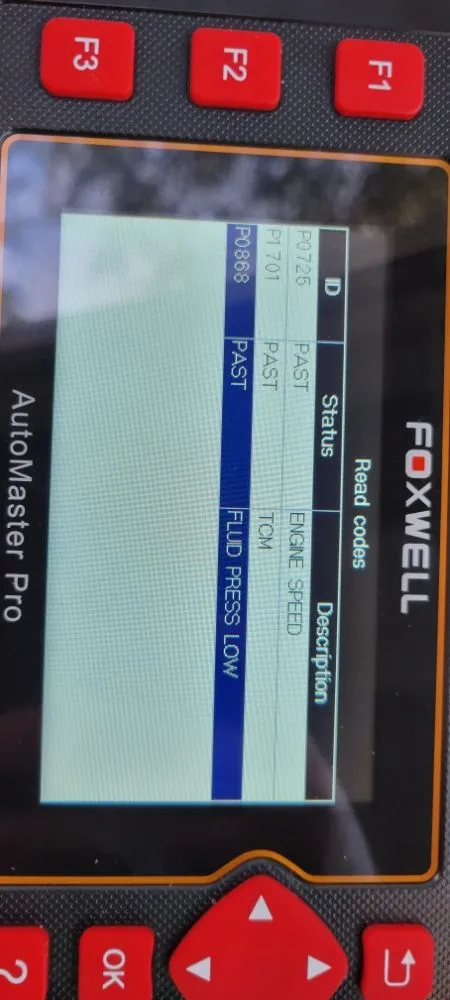 F1
F2
F3
FOXWELL
Read codes
ID Status Description
P0725 PAST ENGINE SPEED
P1701 PAST TCM
P0868 PAST FLUID PRESS LOW
AutoMaster Pro
OK
?